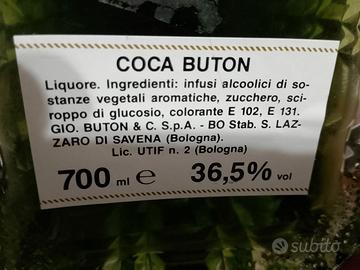 COCA BUTON
Liquore. Ingredienti: infusi alcoolici di so-
stanze vegetali aromatiche, zucchero, sci-
roppo di glucosio, colorante E 102, E 131.
GIO. BUTON & C. S.p.A. - BO Stab. S. LAZ-
ZARO DI SAVENA (Bologna).
Lic. UTIF n. 2 (Bologna)
700 ml e 36,5% vol
subito